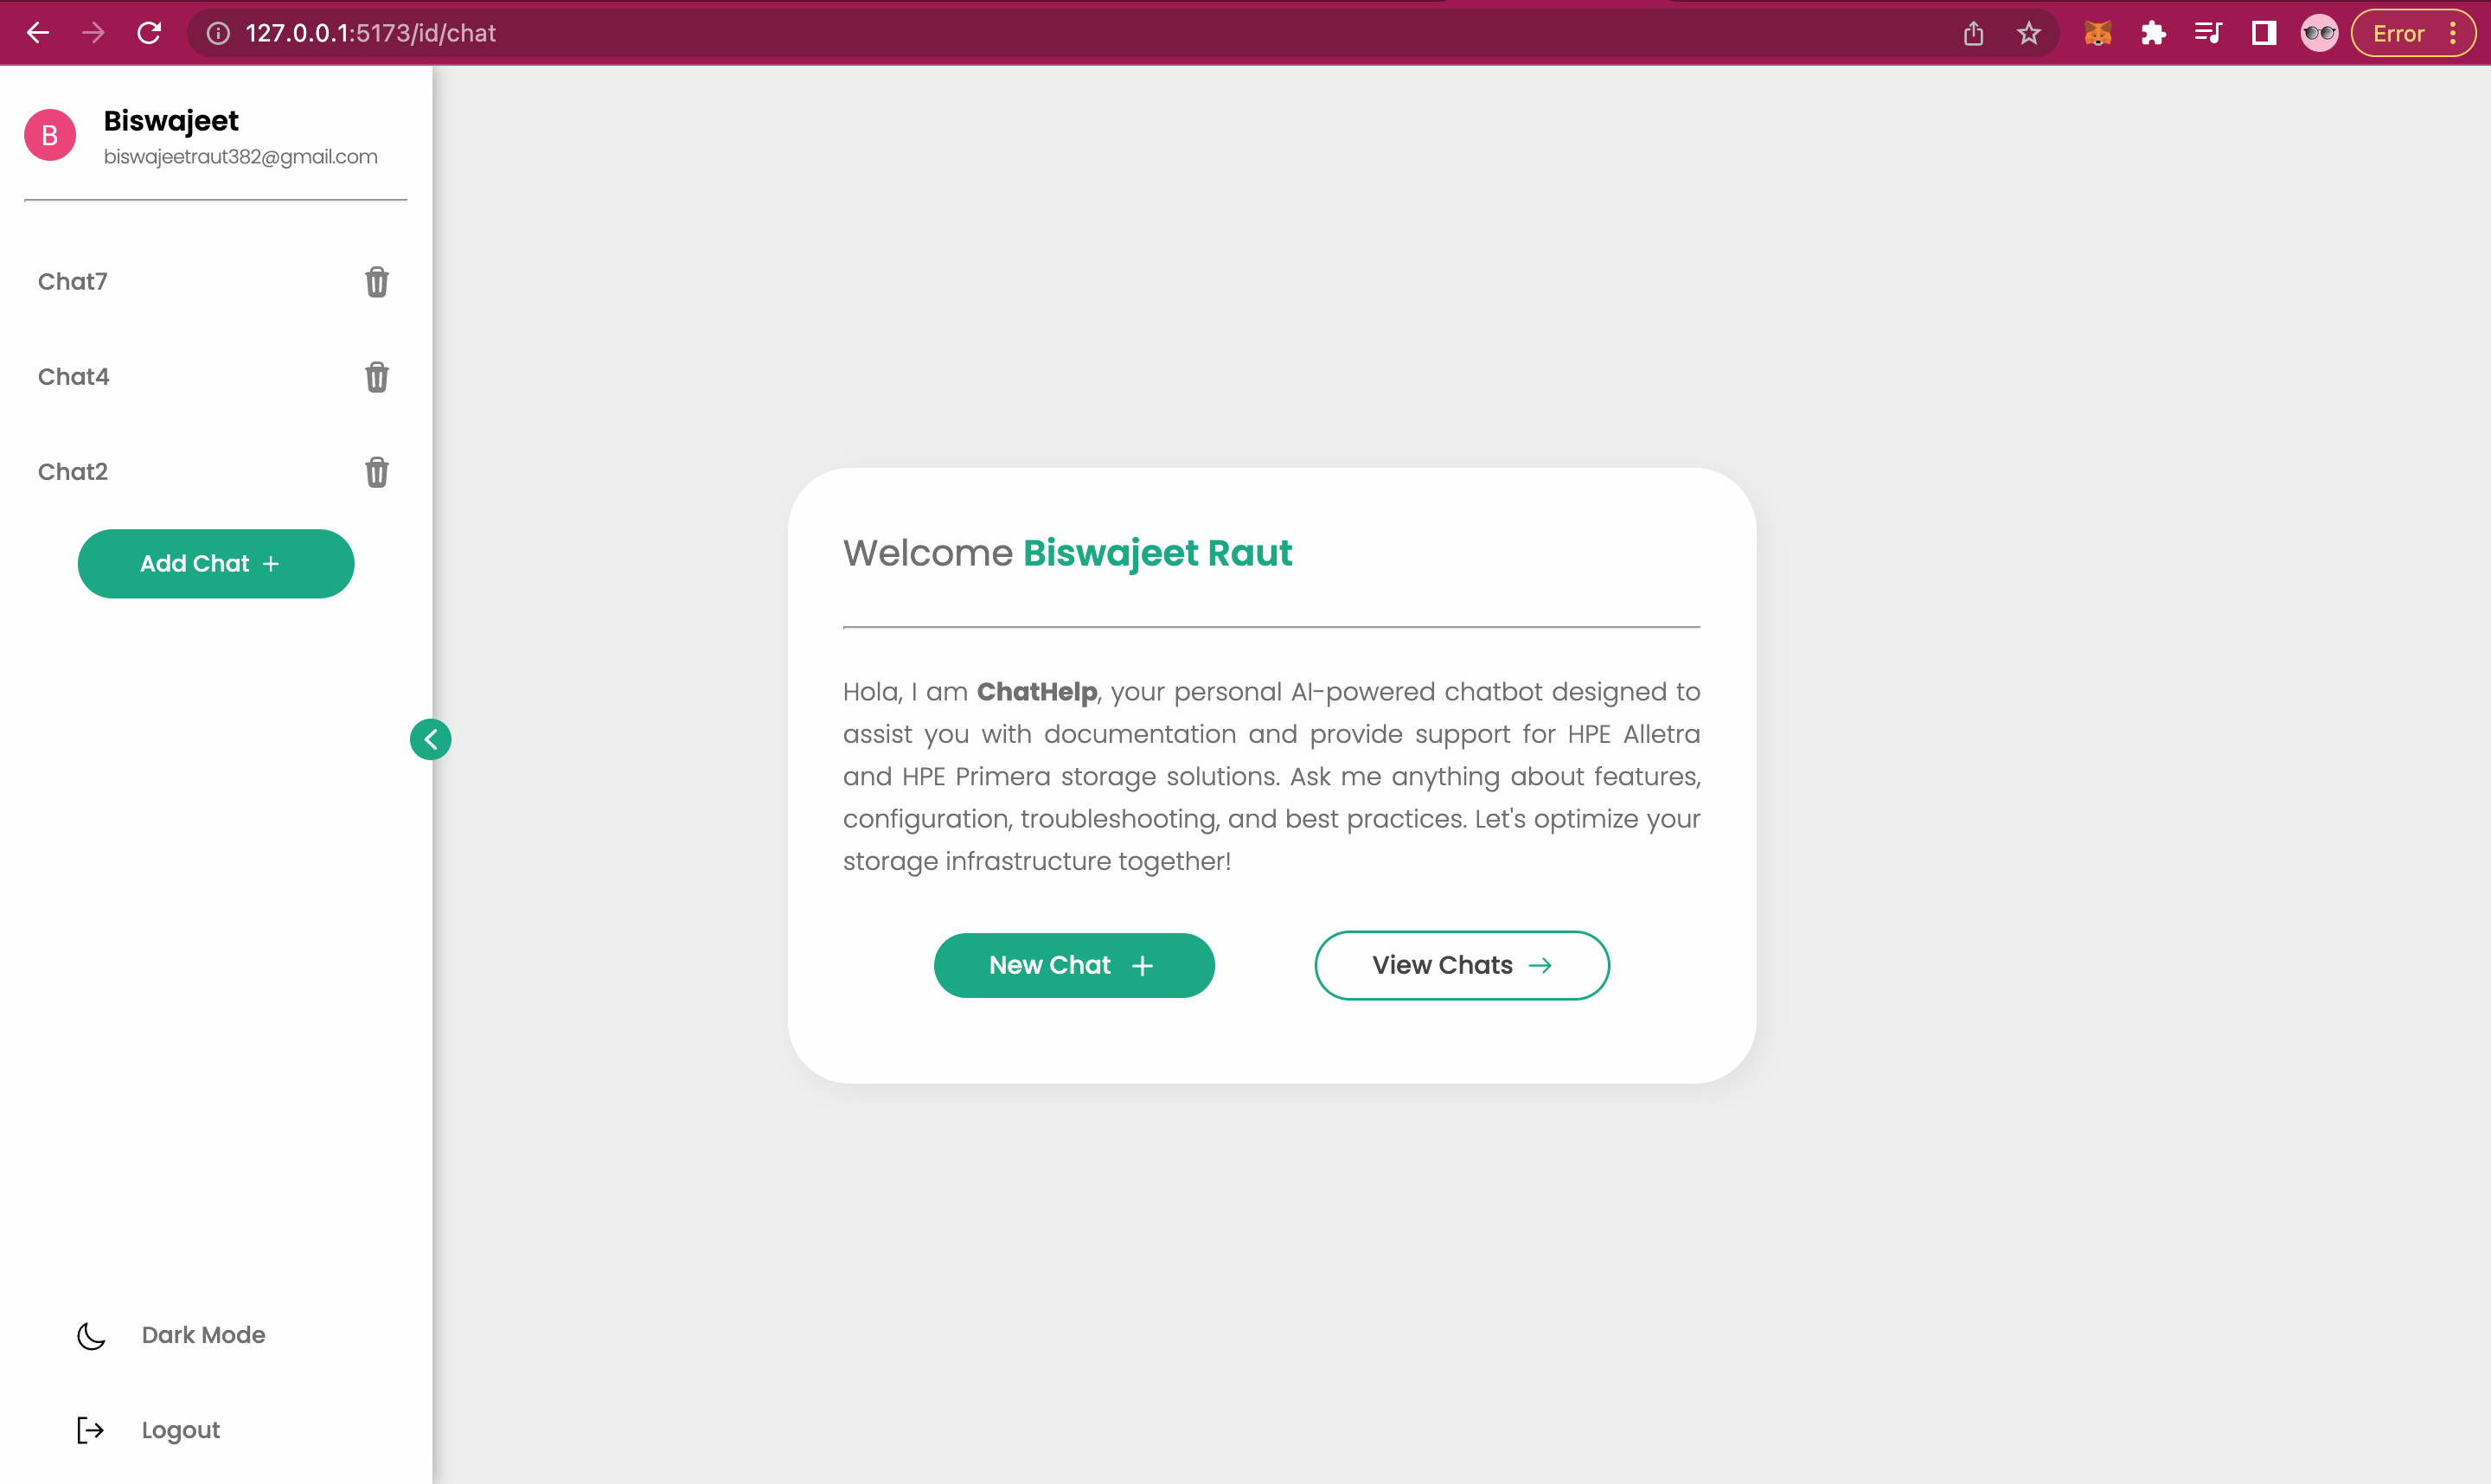 127.0.0.1:5173/id/chat
Error
B
Biswajeet
biswajeetraut382@gmail.com
Chat7
Chat4
Chat2
Add Chat +
Dark Mode
Logout
Welcome Biswajeet Raut
Hola, I am ChatHelp, your personal AI-powered chatbot designed to
assist you with documentation and provide support for HPE Alletra
and HPE Primera storage solutions. Ask me anything about features,
configuration, troubleshooting, and best practices. Let's optimize your
storage infrastructure together!
New Chat +
View Chats →